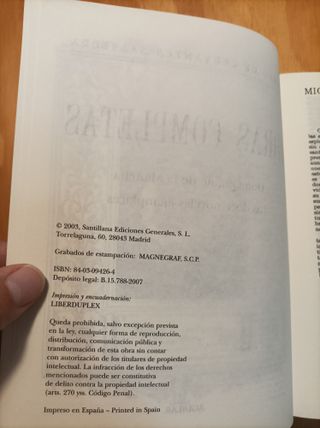 © 2003, Santillana Ediciones Generales, S. L.
Torrelaguna, 60, 28043 Madrid
Grabados de estampación: MAGNEGRAF, S.C.P.
ISBN: 84-03-09426-4
Depósito legal: B.15.788-2007
Impresión y encuadernación:
LIBERDUPLEX
Queda prohibida, salvo excepción prevista
en la ley, cualquier forma de reproducción,
distribución, comunicación pública y
transformación de esta obra sin contar
con autorización de los titulares de propiedad
intelectual. La infracción de los derechos
mencionados puede ser constitutiva
de delito contra la propiedad intelectual
(arts. 270 yss. Código Penal).
Impreso en España – Printed in Spain